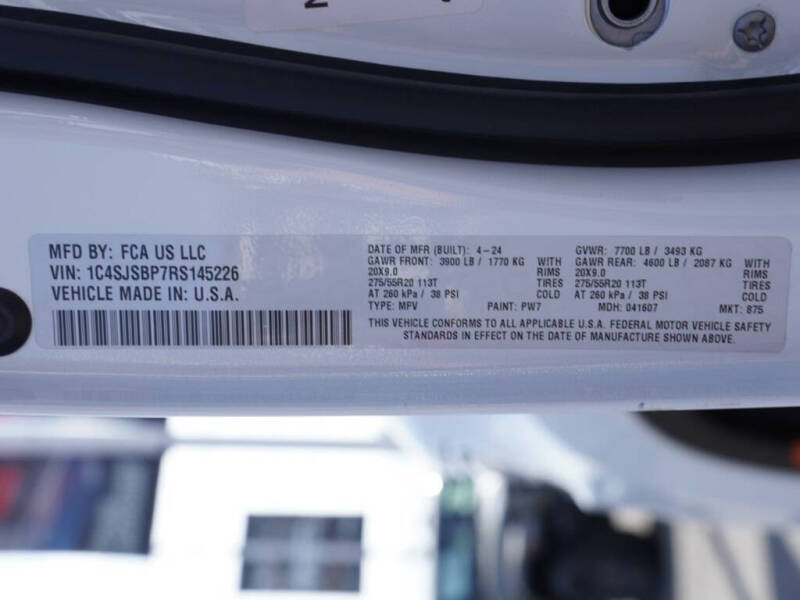 MFD BY: FCA US LLC
VIN: 1C4SJSBP7RS145226
VEHICLE MADE IN: U.S.A.
DATE OF MFR (BUILT): 4-24 GVWR: 7700 LB / 3493 KG
GAWR FRONT: 3900 LB / 1770 KG WITH GAWR REAR: 4600 LB / 2087 KG WITH
20X9.0 RIMS 20X9.0 RIMS
275/55R20 113T TIRES 275/55R20 113T TIRES
AT 260 kPa / 38 PSI COLD AT 260 kPa / 38 PSI COLD
TYPE: MFV PAINT: PW7 MDH: 041607 MKT: 875
THIS VEHICLE CONFORMS TO ALL APPLICABLE U.S.A. FEDERAL MOTOR VEHICLE SAFETY
STANDARDS IN EFFECT ON THE DATE OF MANUFACTURE SHOWN ABOVE.